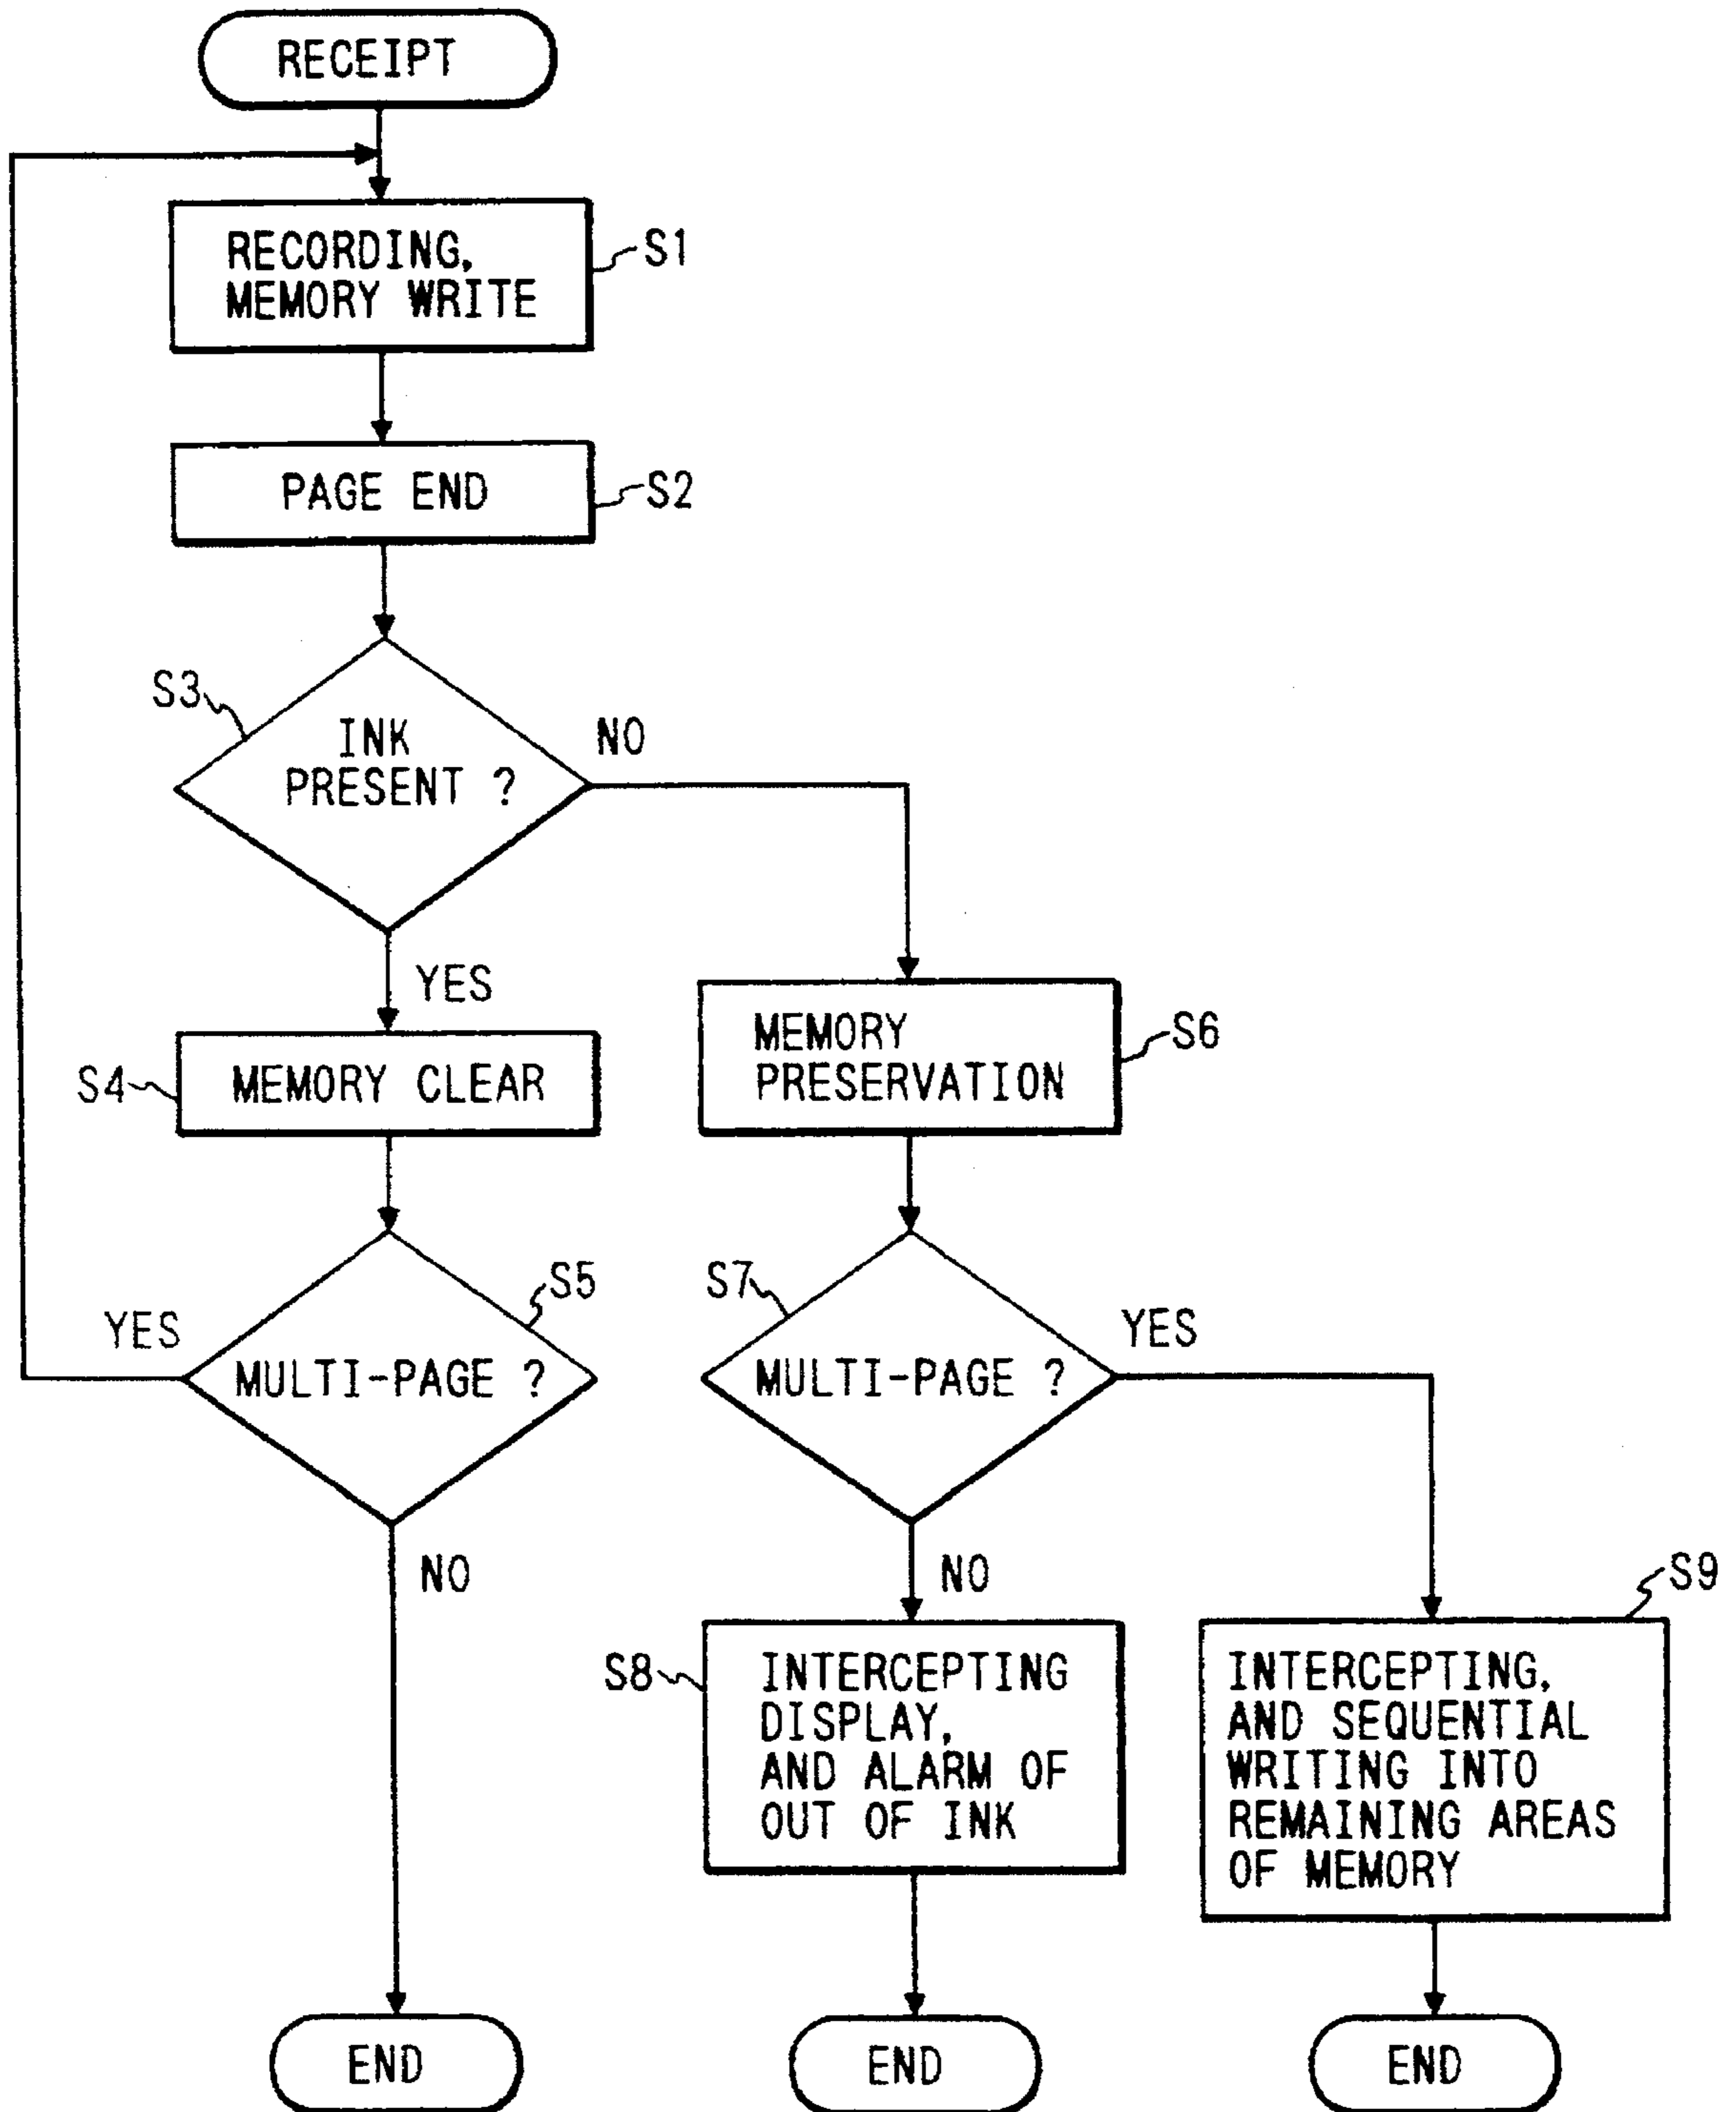 RECEIPT
RECORDING,
MEMORY WRITE
S1
PAGE END
S2
S3
INK
PRESENT ?
NO
YES
S4
MEMORY CLEAR
MEMORY
PRESERVATION
S6
YES
MULTI-PAGE ?
S5
NO
S7
MULTI-PAGE ?
YES
NO
S8
INTERCEPTING
DISPLAY,
AND ALARM OF
OUT OF INK
S9
INTERCEPTING,
AND SEQUENTIAL
WRITING INTO
REMAINING AREAS
OF MEMORY
END
END
END